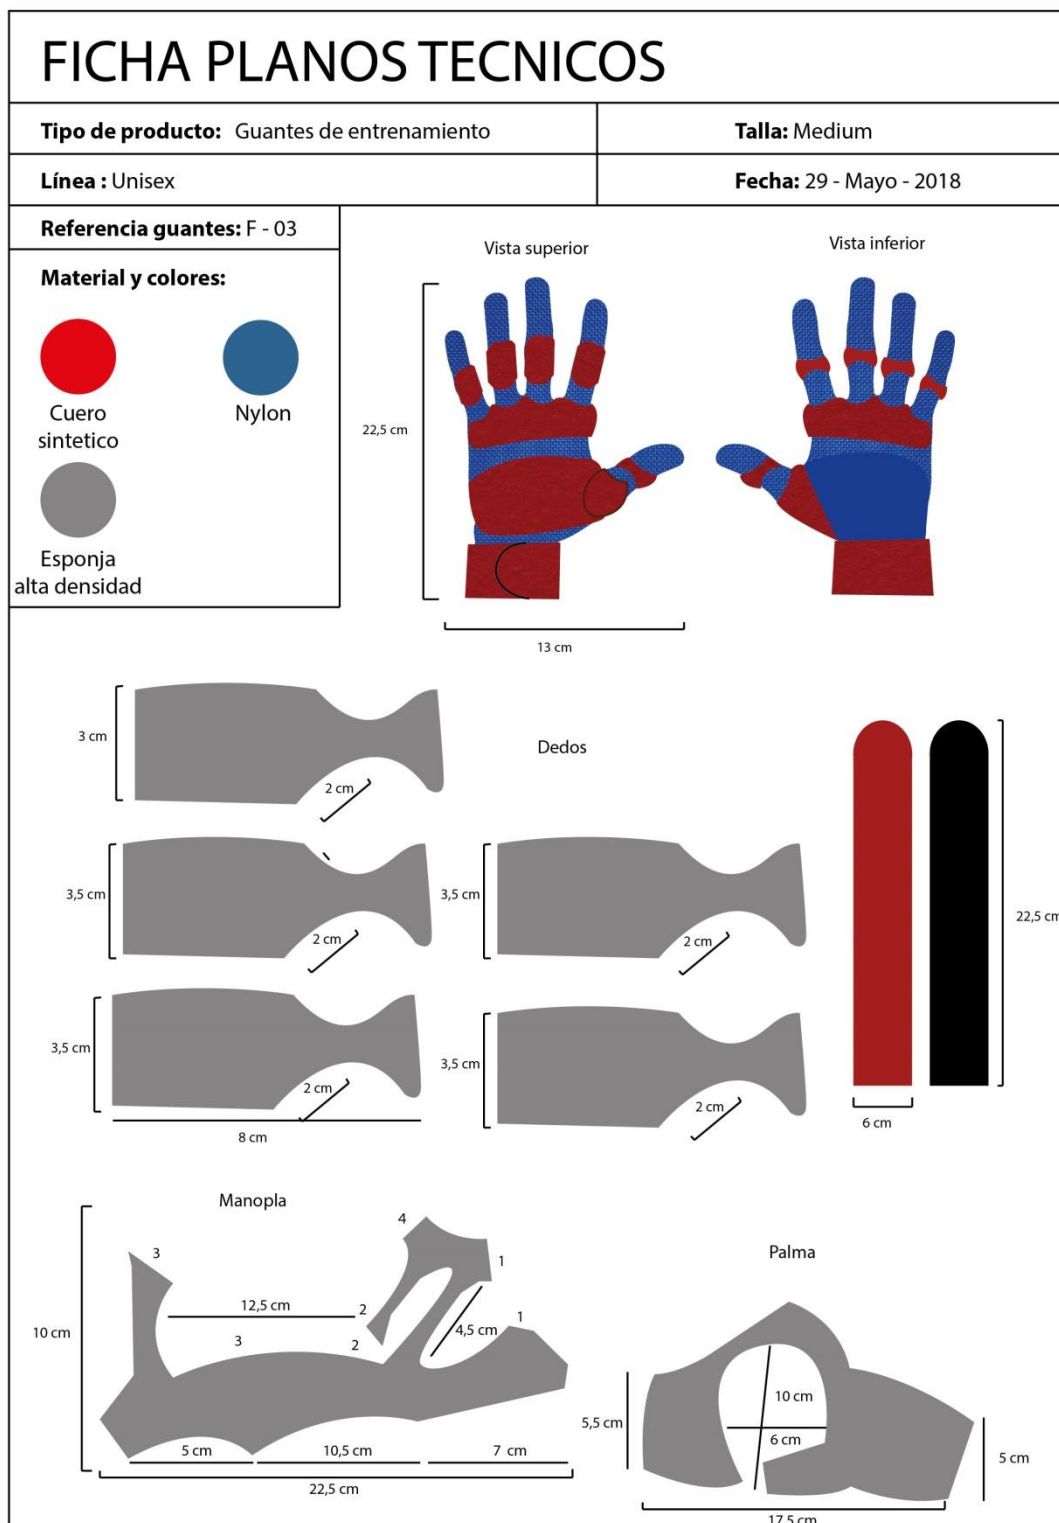 FICHA PLANOS TECNICOS
Tipo de producto: Guantes de entrenamiento
Talla: Medium
Línea : Unisex
Fecha: 29 - Mayo - 2018
Referencia guantes: F - 03
Material y colores:
Cuero
sintetico
Nylon
Esponja
alta densidad
Vista superior
Vista inferior
22,5 cm
13 cm
Dedos
3 cm
2 cm
3,5 cm
2 cm
3,5 cm
2 cm
3,5 cm
2 cm
8 cm
3,5 cm
2 cm
22,5 cm
6 cm
Manopla
10 cm
3
12,5 cm
3
2
2
4
1
4,5 cm
1
5 cm
10,5 cm
7 cm
22,5 cm
Palma
5,5 cm
10 cm
6 cm
5 cm
17,5 cm